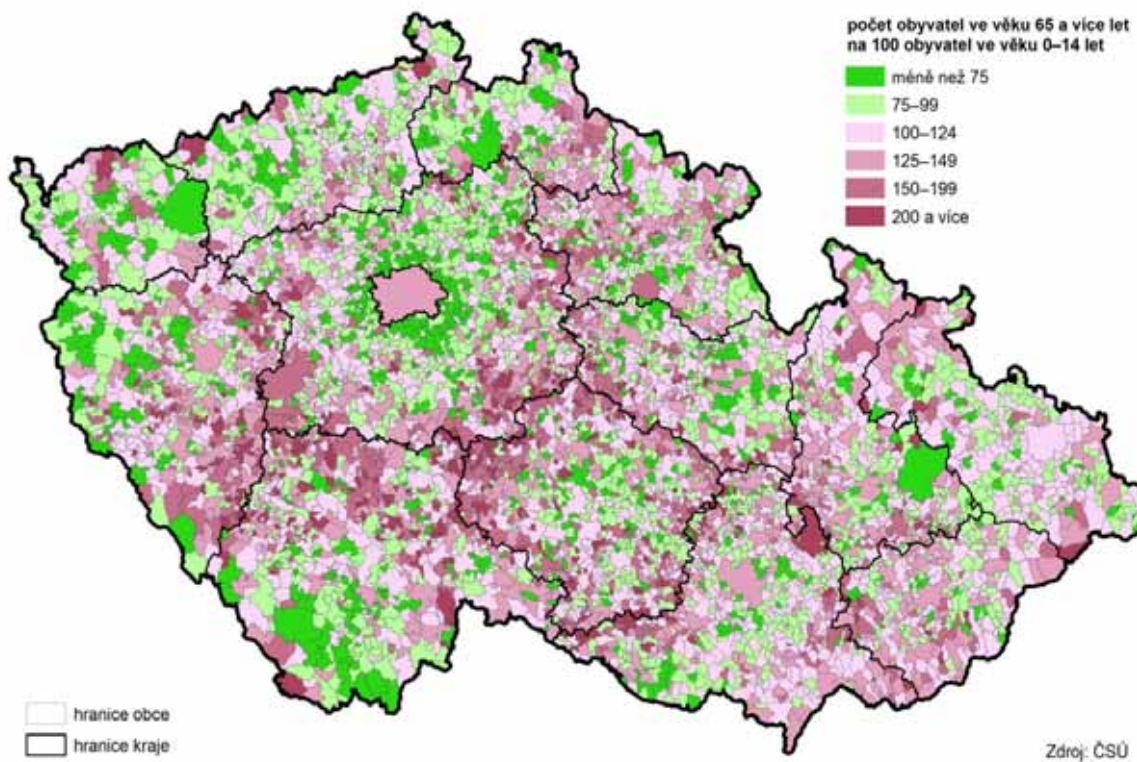 počet obyvatel ve věku 65 a více let
na 100 obyvatel ve věku 0–14 let
méně než 75
75–99
100–124
125–149
150–199
200 a více
hranice obce
hranice kraje
Zdroj: ČSÚ